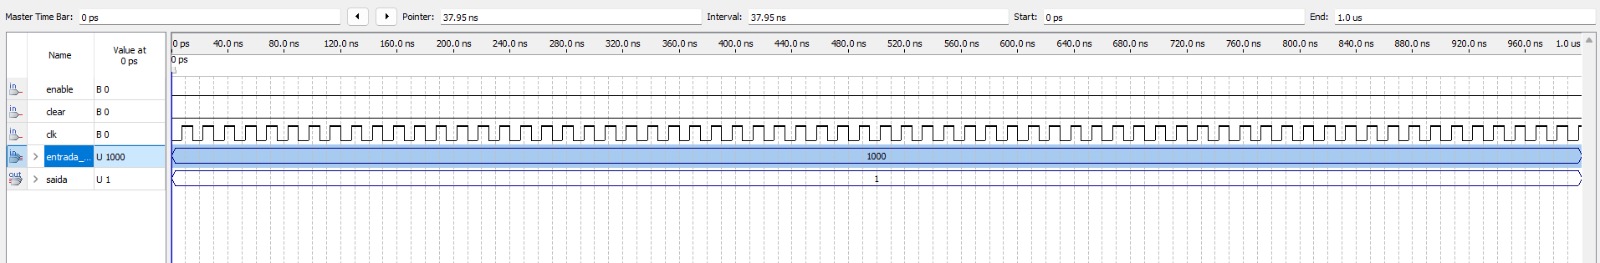 Master Time Bar: 0 ps Pointer: 37.95 ns Interval: 37.95 ns Start: 0 ps End: 1.0 us
Name Value at 0 ps
0 ps 40.0 ns 80.0 ns 120.0 ns 160.0 ns 200.0 ns 240.0 ns 280.0 ns 320.0 ns 360.0 ns 400.0 ns 440.0 ns 480.0 ns 520.0 ns 560.0 ns 600.0 ns 640.0 ns 680.0 ns 720.0 ns 760.0 ns 800.0 ns 840.0 ns 880.0 ns 920.0 ns 960.0 ns 1.0 us
0 ps
in enable B 0
in clear B 0
in clk B 0
in entrada_... U 1000 1000
out saida U 1 1